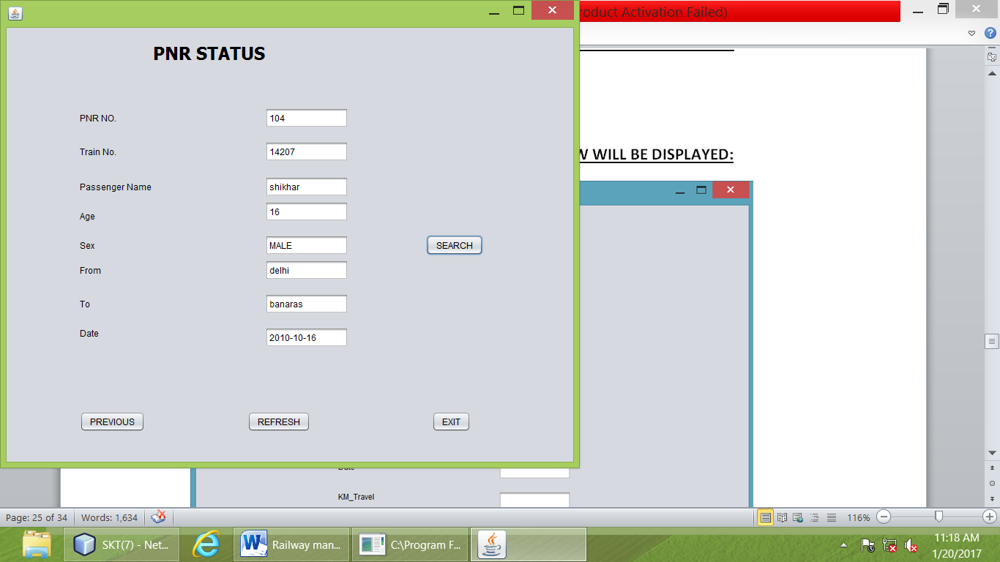 roduct Activation Failed)
PNR STATUS
PNR NO.
104
Train No.
14207
Passenger Name
shikhar
Age
16
Sex
MALE
SEARCH
From
delhi
To
banaras
Date
2010-10-16
PREVIOUS
REFRESH
EXIT
W WILL BE DISPLAYED:
Date
KM_Travel
Page: 25 of 34
Words: 1,634
116%
SKT(7) - Net...
Railway man...
C:\Program F...
11:18 AM
1/20/2017